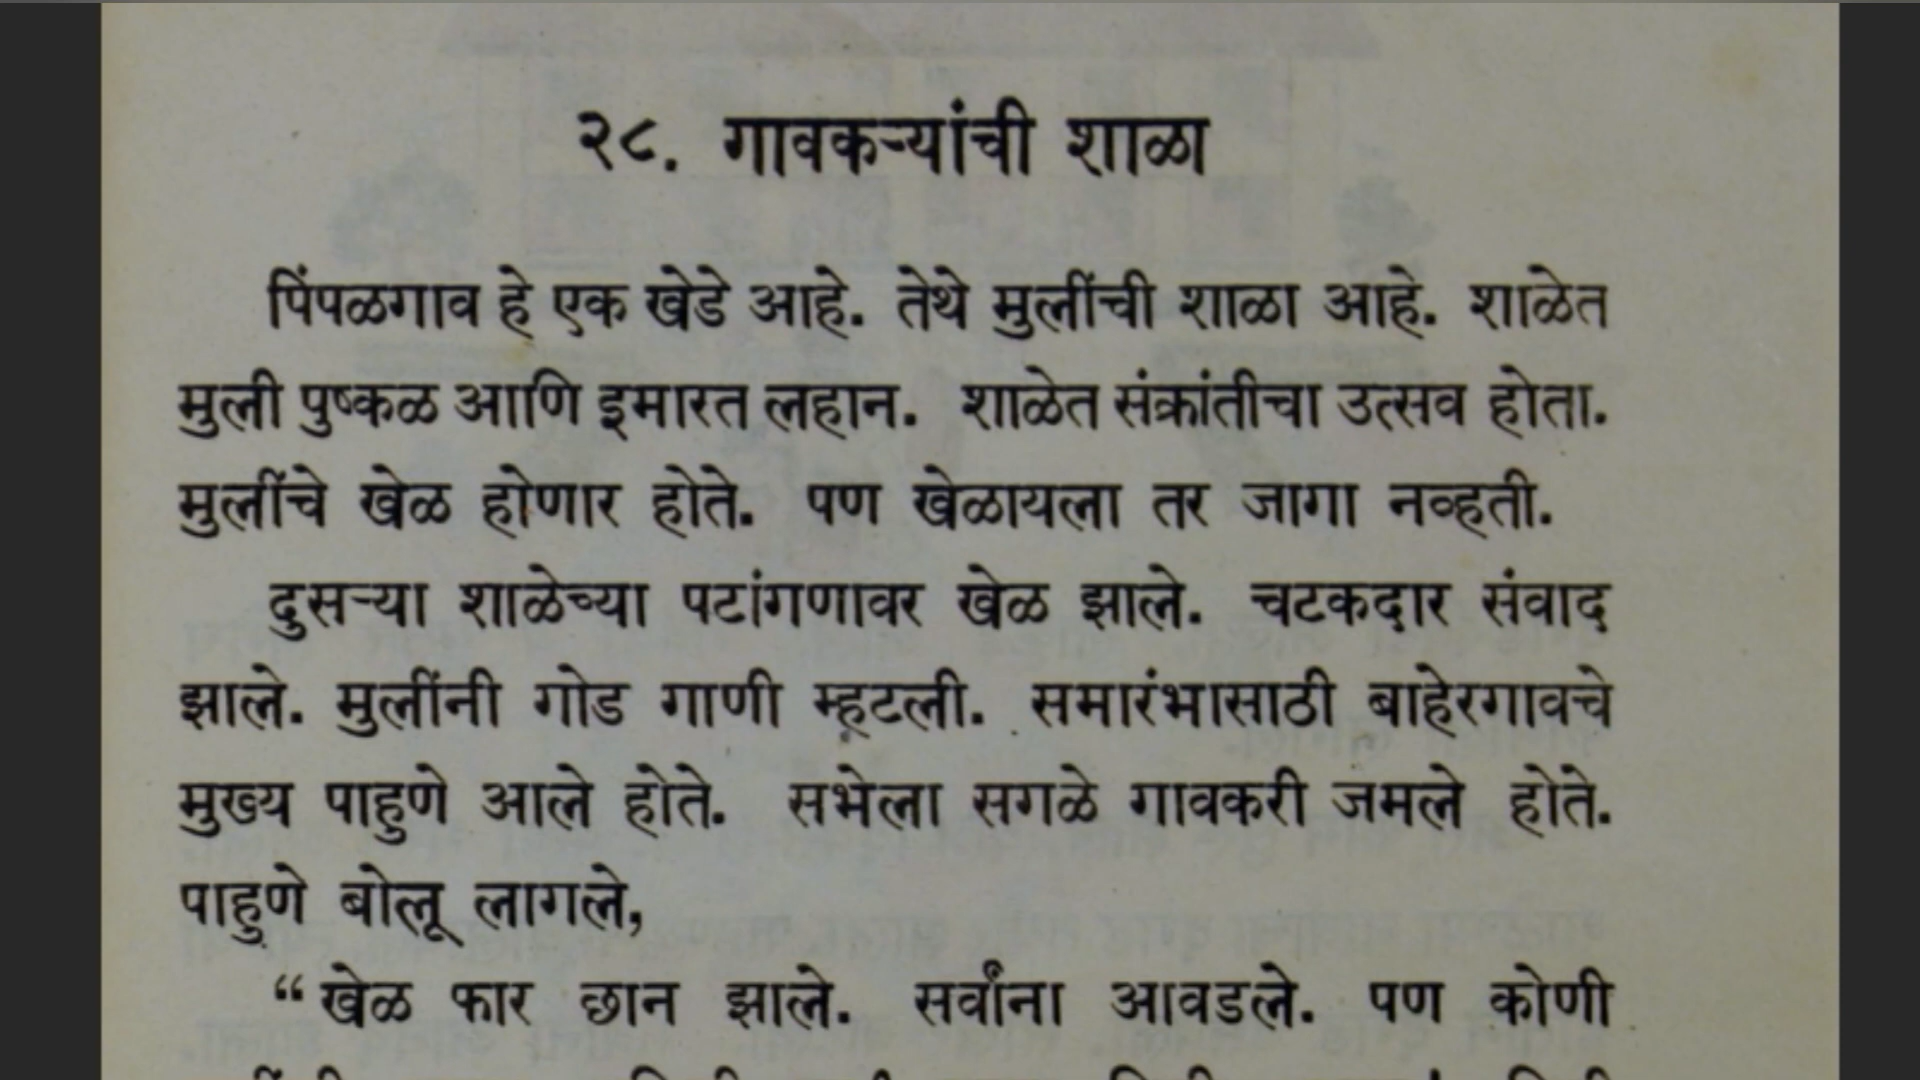 २८. गावकऱ्यांची शाळा
पिंपळगाव हे एक खेडे आहे. तेथे मुलींची शाळा आहे. शाळेत
मुली पुष्कळ आणि इमारत लहान. शाळेत संक्रांतीचा उत्सव होता.
मुलींचे खेळ होणार होते. पण खेळायला तर जागा नव्हती.
दुसऱ्या शाळेच्या पटांगणावर खेळ झाले. चटकदार संवाद
झाले. मुलींनी गोड गाणी म्हटली. समारंभासाठी बाहेरगावचे
मुख्य पाहुणे आले होते. सभेला सगळे गावकरी जमले होते.
पाहुणे बोलू लागले,
“खेळ फार छान झाले. सर्वांना आवडले. पण कोणी